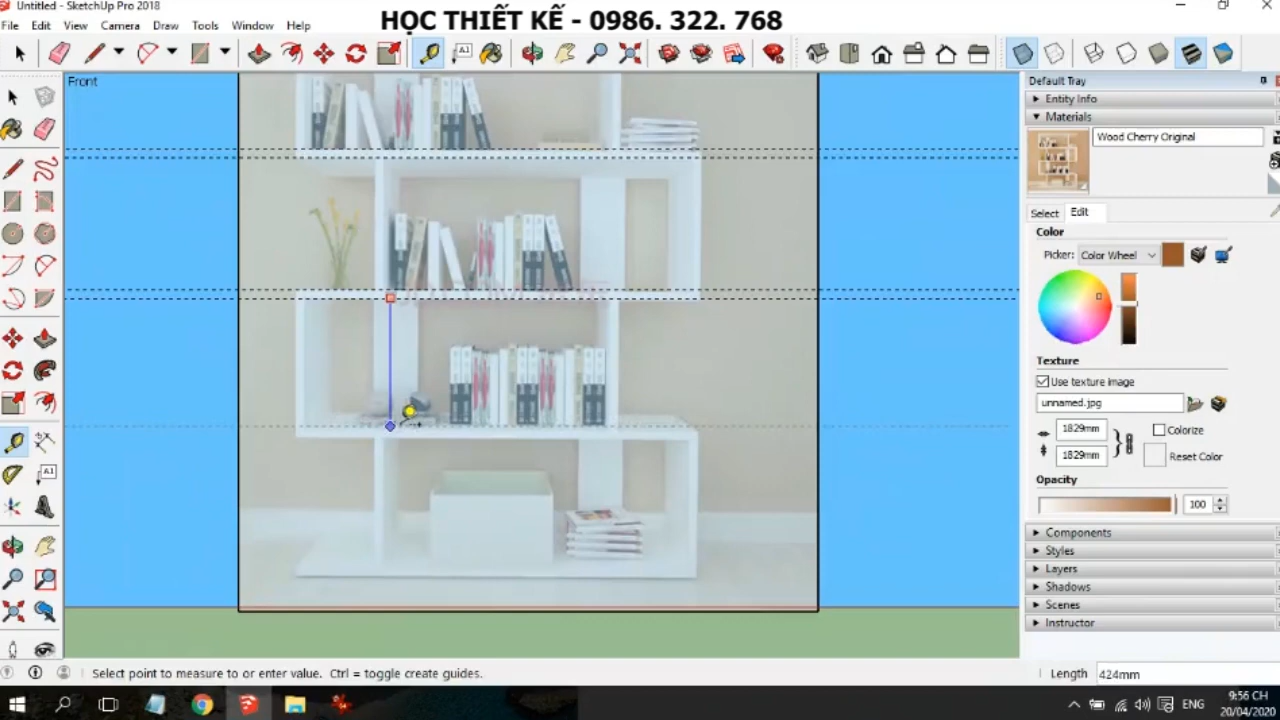 Untitled - SketchUp Pro 2018
HỌC THIẾT KẾ - 0986. 322. 768
File Edit View Camera Draw Tools Window Help
A1
Front
Default Tray
Entity Info
Materials
Wood Cherry Original
Select Edit
Color
Picker: Color Wheel
Texture
Use texture image
unnamed.jpg
1829mm
Colorize
1829mm
Reset Color
Opacity
100
Components
Styles
Layers
Shadows
Scenes
Instructor
A1
Select point to measure to or enter value. Ctrl = toggle create guides.
Length 424mm
ENG
9:56 CH
20/04/2020